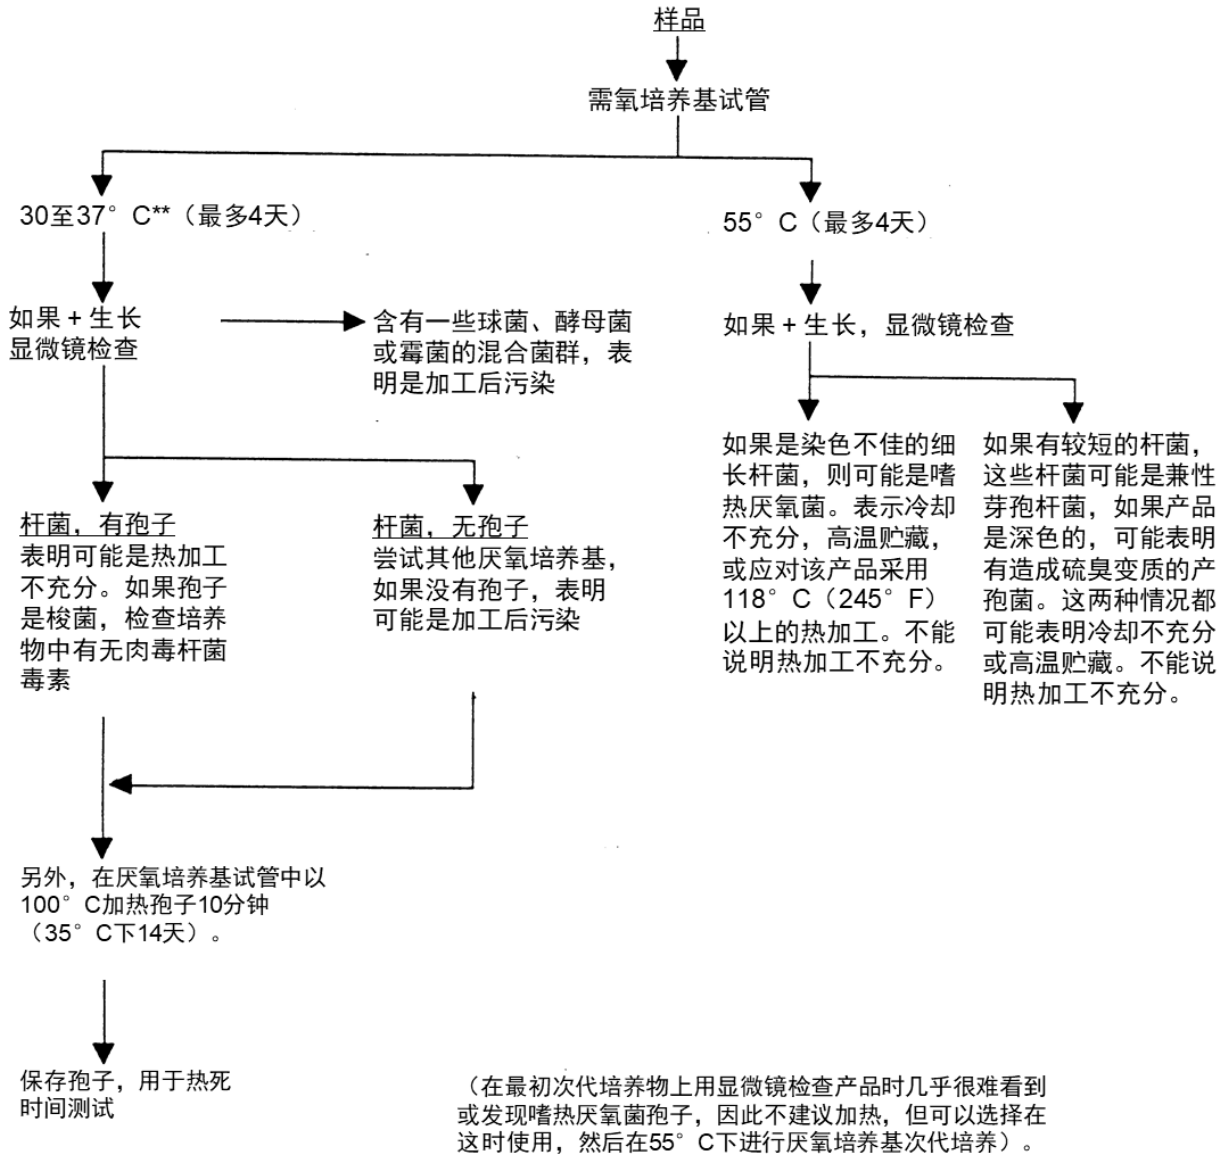 样品
需氧培养基试管
30至37° C**（最多4天）
55° C（最多4天）
如果 + 生长
显微镜检查
含有一些球菌、酵母菌
或霉菌的混合菌群，表
明是加工后污染
如果 + 生长，显微镜检查
杆菌，有孢子
表明可能是热加工
不充分。如果孢子
是梭菌，检查培养
物中有无肉毒杆菌
毒素
杆菌，无孢子
尝试其他厌氧培养基，
如果没有孢子，表明
可能是加工后污染
如果是染色不佳的细
长杆菌，则可能是嗜
热厌氧菌。表示冷却
不充分，高温贮藏，
或应对该产品采用
118° C（245° F）
以上的热加工。不能
说明热加工不充分。
如果有较短的杆菌，
这些杆菌可能是兼性
芽孢杆菌，如果产品
是深色的，可能表明
有造成硫臭变质的产
孢菌。这两种情况都
可能表明冷却不充分
或高温贮藏。不能说
明热加工不充分。
另外，在厌氧培养基试管中以
100° C加热孢子10分钟
（35° C下14天）。
保存孢子，用于热死
时间测试
（在最初次代培养物上用显微镜检查产品时几乎很难看到
或发现嗜热厌氧菌孢子，因此不建议加热，但可以选择在
这时使用，然后在55° C下进行厌氧培养基次代培养）。